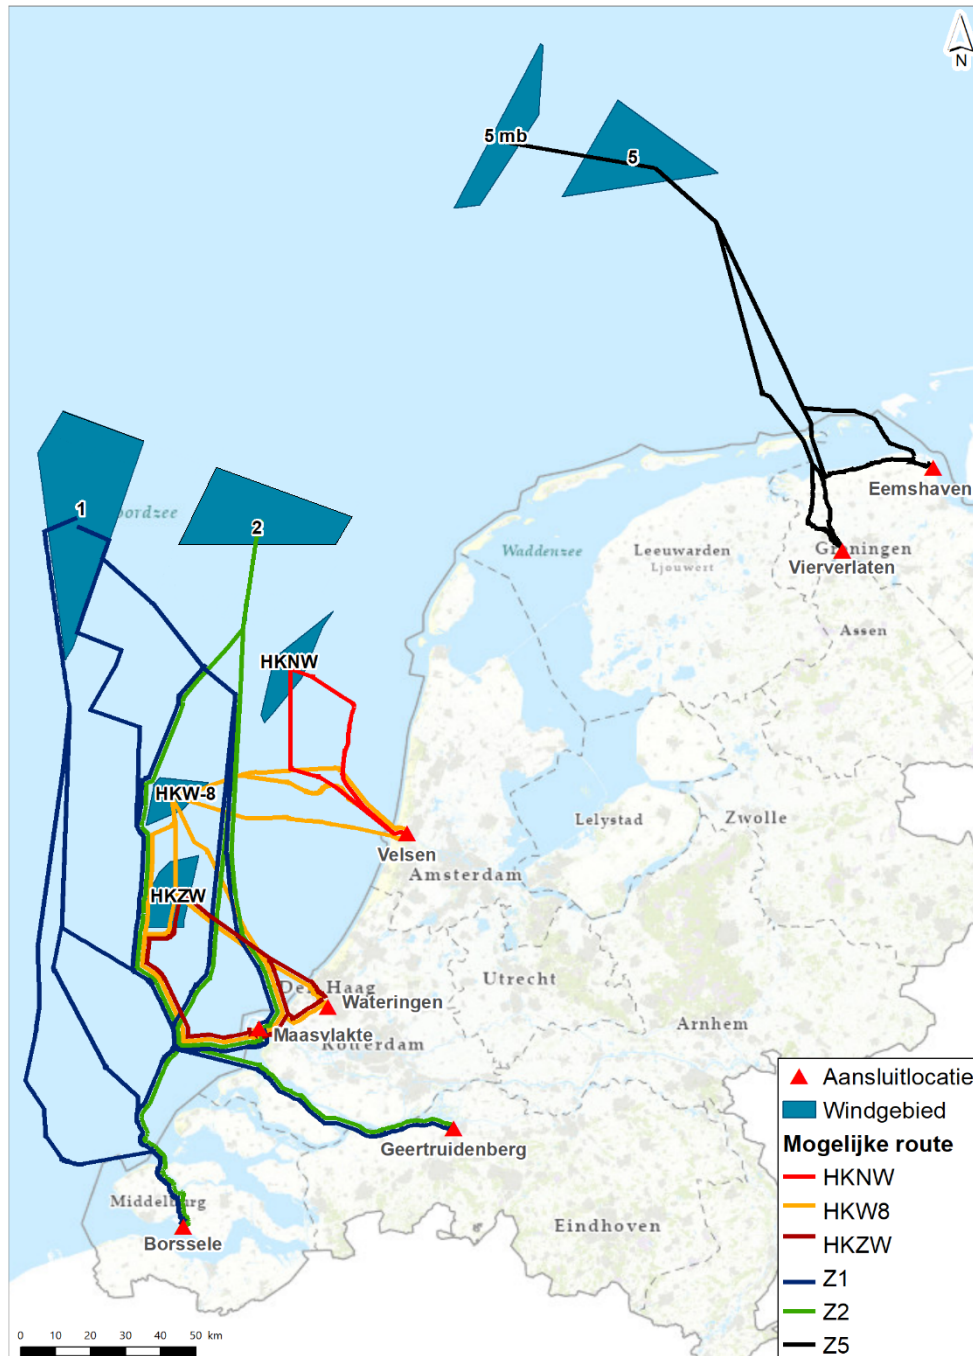 N
5 mb
5
1
oordzee
2
HKNW
HKW-8
HKZW
Waddenzee
Leeuwarden
Ljouwert
Eemshaven
Groningen
Vierverlaten
Assen
Zwolle
Lelystad
Velsen
Amsterdam
Utrecht
Den Haag
Wateringen
Arnhem
Maasvlakte
Rotterdam
Geertruidenberg
Middelburg
Eindhoven
Borssele
Aansluitlocatie
Windgebied
Mogelijke route
HKNW
HKW8
HKZW
Z1
Z2
Z5
0 10 20 30 40 50 km